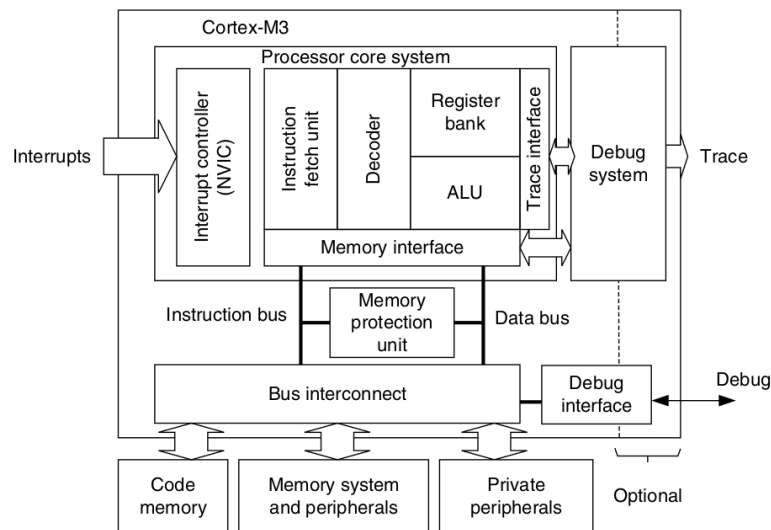 Cortex-M3
Processor core system
Interrupts
Interrupt controller
(NVIC)
Instruction
fetch unit
Decoder
Register
bank
ALU
Trace interface
Memory interface
Debug
system
Trace
Instruction bus
Memory
protection
unit
Data bus
Bus interconnect
Debug
interface
Debug
Code
memory
Memory system
and peripherals
Private
peripherals
Optional